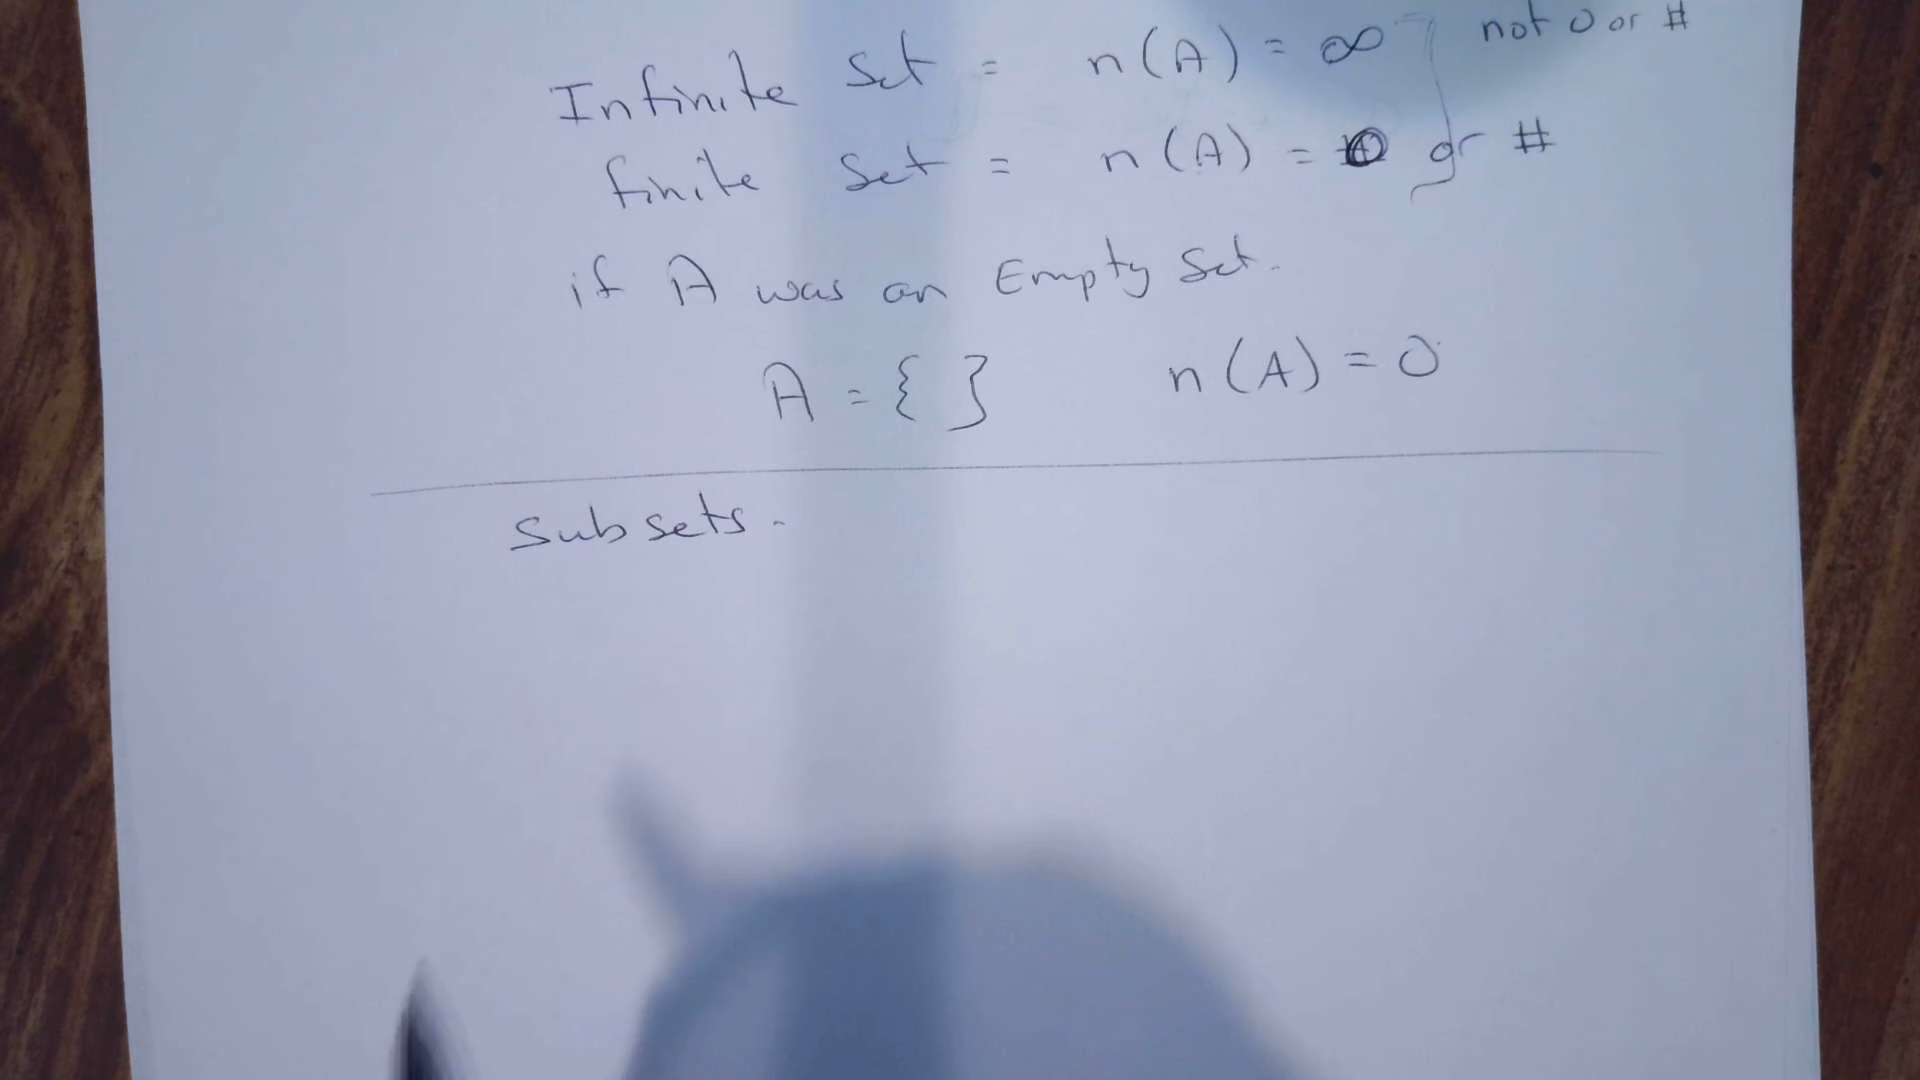 Infinite Set = n(A) = ∞ not 0 or #
finite Set = n(A) = 0 or #
if A was an Empty Set.
A = { } n(A) = 0
Subsets.